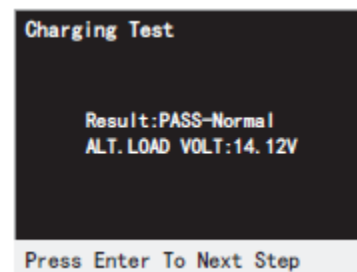 Charging Test
Result:PASS-Normal
ALT.LOAD VOLT:14.12V
Press Enter To Next Step